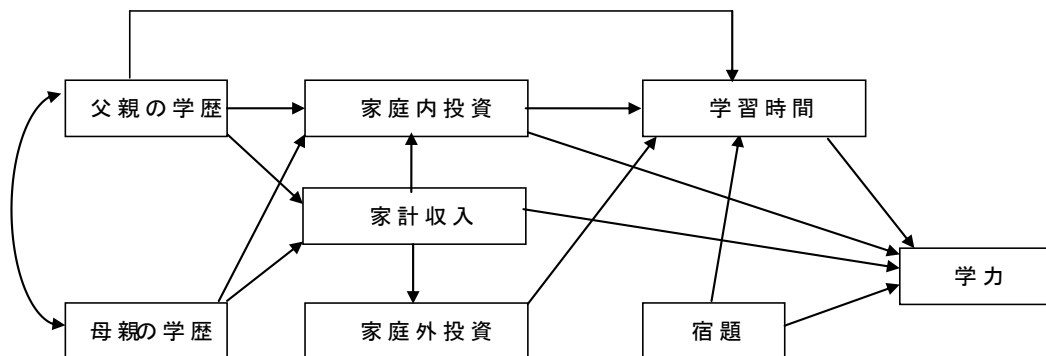 父親の学歴
家庭内投資
学習時間
家計収入
学力
母親の学歴
家庭外投資
宿題